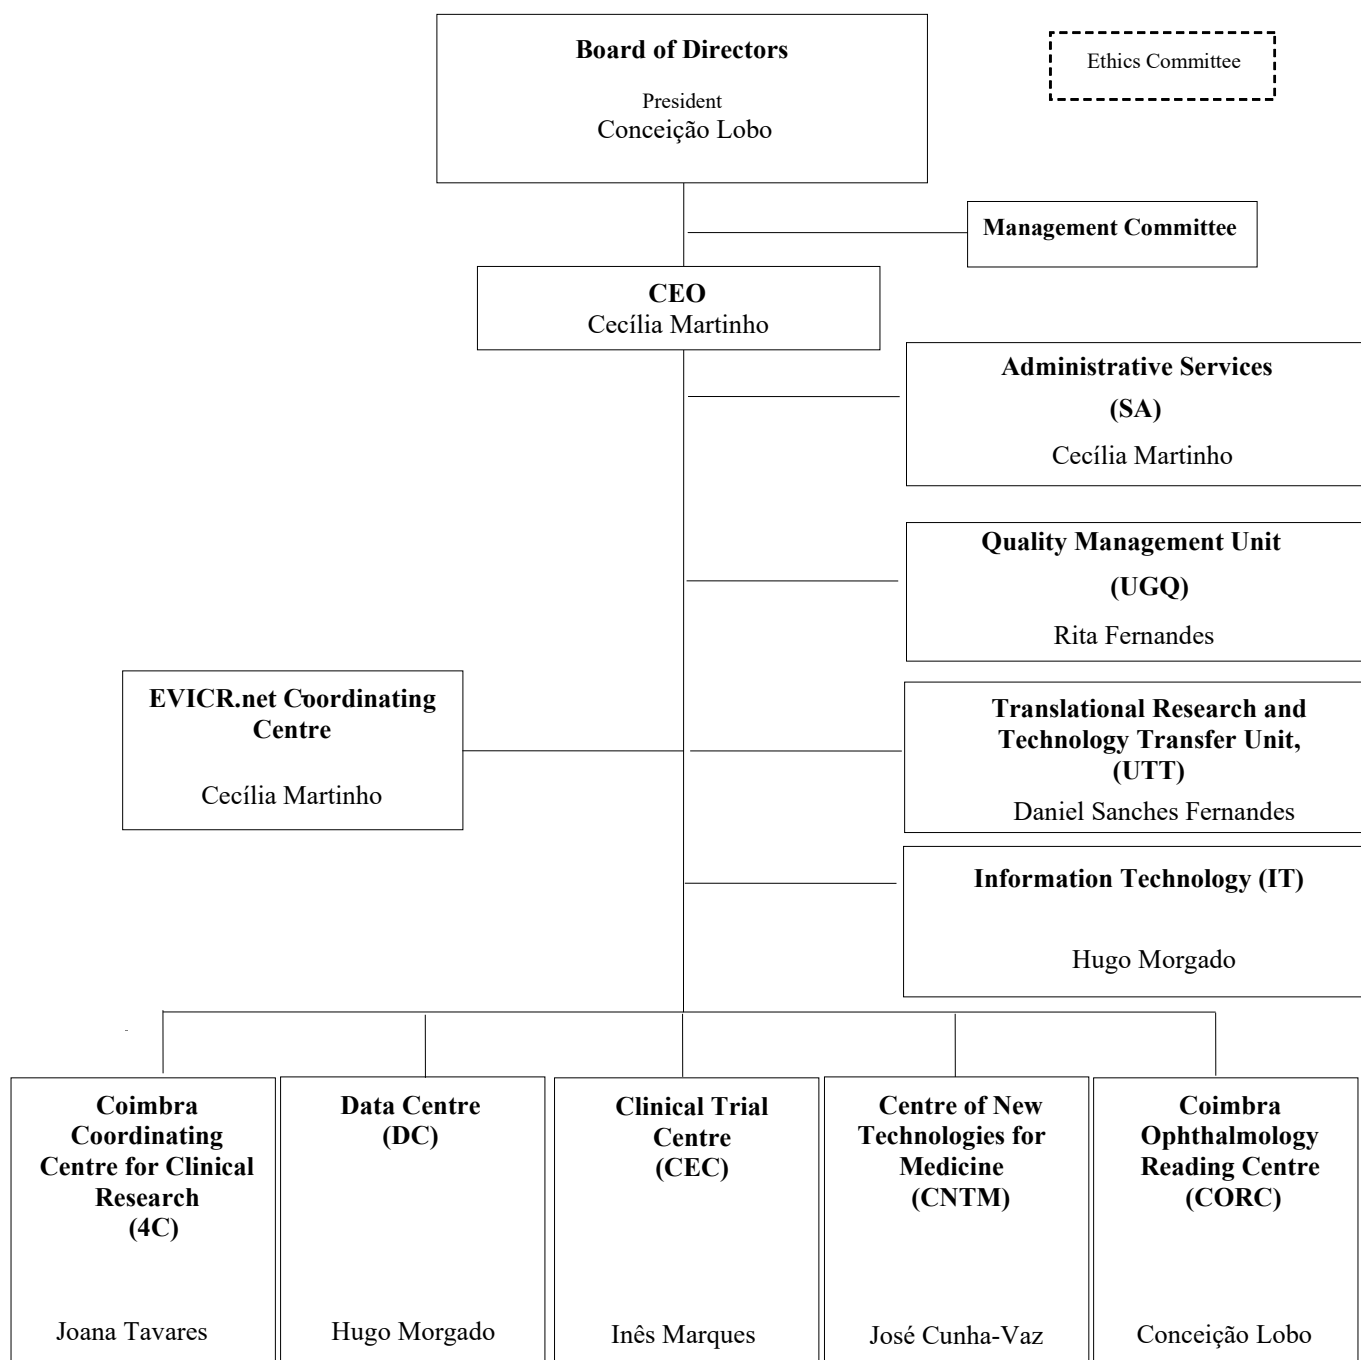 Board of Directors
President
Conceição Lobo
Ethics Committee
Management Committee
CEO
Cecília Martinho
Administrative Services
(SA)
Cecília Martinho
Quality Management Unit
(UGQ)
Rita Fernandes
EVICR.net Coordinating
Centre
Cecília Martinho
Translational Research and
Technology Transfer Unit,
(UTT)
Daniel Sanches Fernandes
Information Technology (IT)
Hugo Morgado
Coimbra
Coordinating
Centre for Clinical
Research
(4C)
Joana Tavares
Data Centre
(DC)
Hugo Morgado
Clinical Trial
Centre
(CEC)
Inês Marques
Centre of New
Technologies for
Medicine
(CNTM)
José Cunha-Vaz
Coimbra
Ophthalmology
Reading Centre
(CORC)
Conceição Lobo